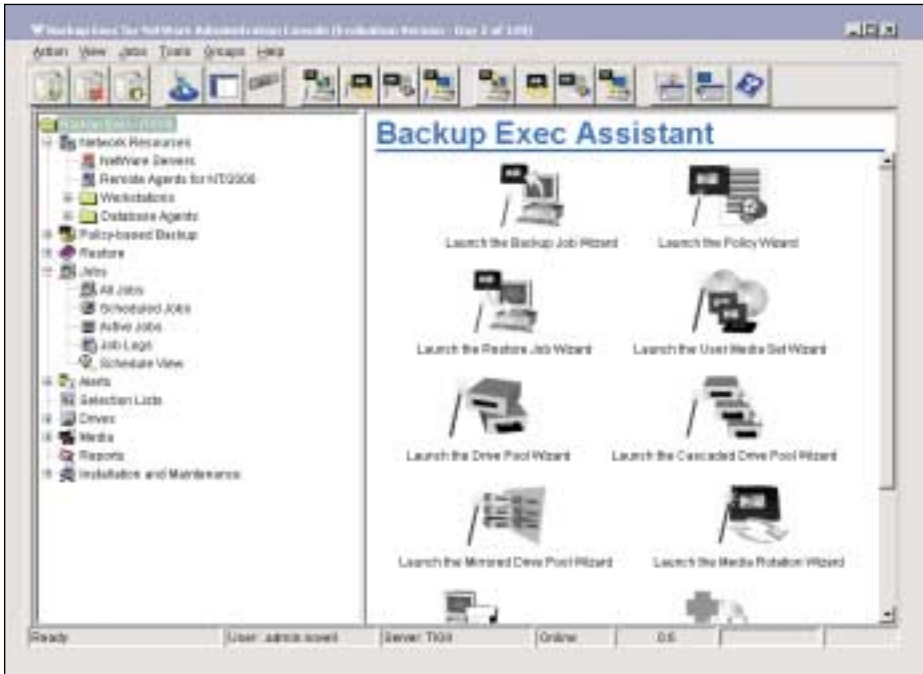 Backup Exec for NetWare Administration Console (Evaluation Version - Day 2 of
Action View Jobs Tools Groups Help
Network Resources
NetWare Servers
Remote Agents for NT/2000
Workstations
Database Agents
Policy-based Backup
Restore
Jobs
All Jobs
Scheduled Jobs
Active Jobs
Job Logs
Schedule View
Alerts
Selection Lists
Drives
Media
Reports
Installation and Maintenance
Backup Exec Assistant
Launch the Backup Job Wizard
Launch the Policy Wizard
Launch the Restore Job Wizard
Launch the User Media Set Wizard
Launch the Drive Pool Wizard
Launch the Cascaded Drive Pool Wizard
Launch the Mirrored Drive Pool Wizard
Launch the Media Rotation Wizard
Ready
User: admin.novell
Server:
Online